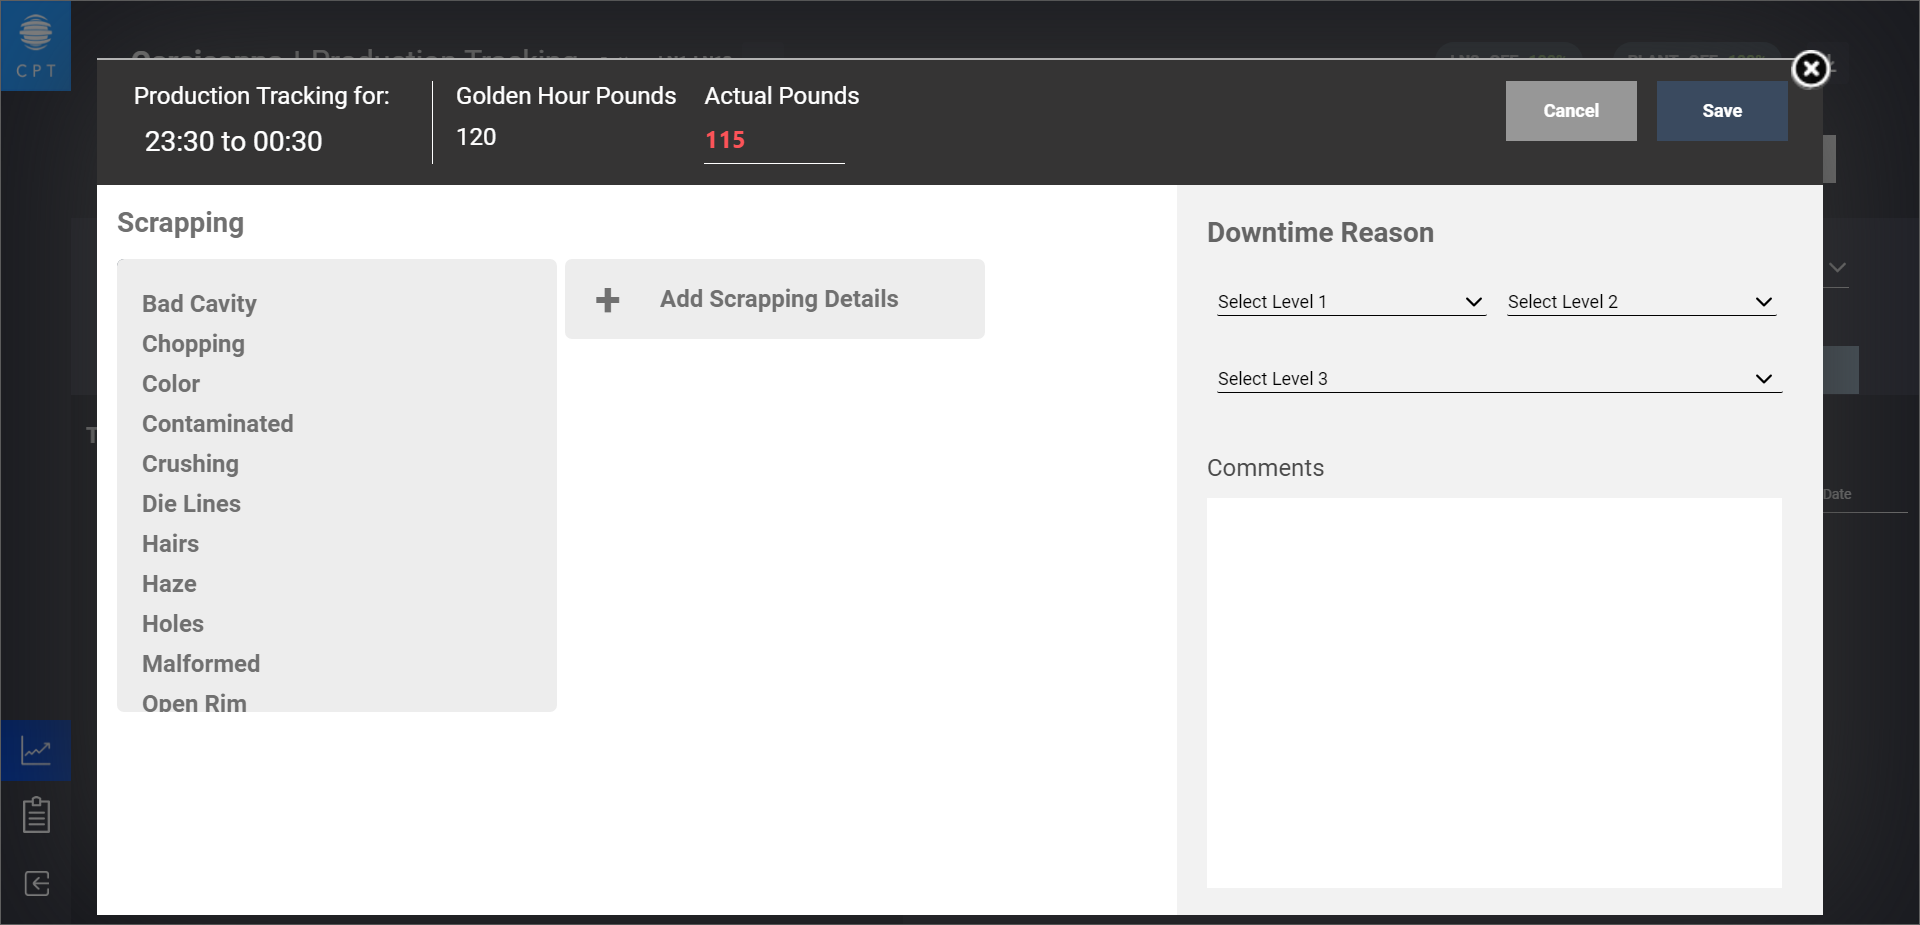 CPT
Production Tracking for:
23:30 to 00:30
Golden Hour Pounds
120
Actual Pounds
115
Cancel
Save
Scrapping
Bad Cavity
Chopping
Color
Contaminated
Crushing
Die Lines
Hairs
Haze
Holes
Malformed
Open Rim
Add Scrapping Details
Downtime Reason
Select Level 1
Select Level 2
Select Level 3
Comments
T
Date